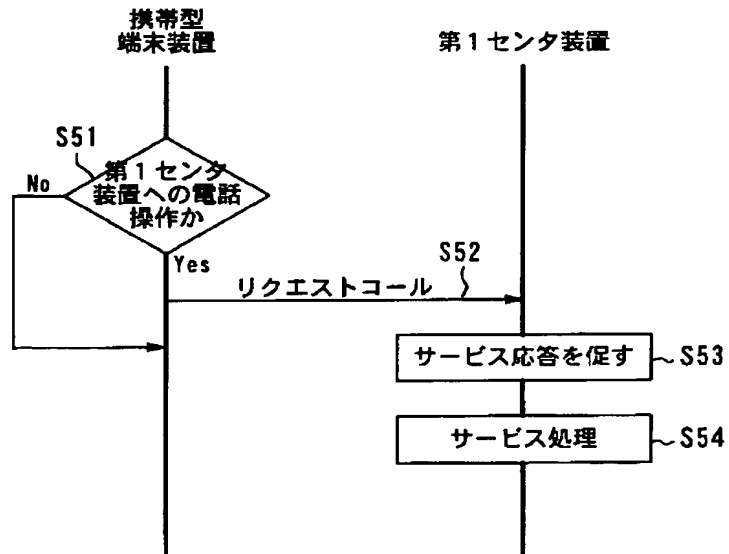 携帯型
端末装置
第１センタ装置
S51
第１センタ
装置への電話
操作か
No
Yes
S52
リクエストコール
サービス応答を促す
S53
サービス処理
S54